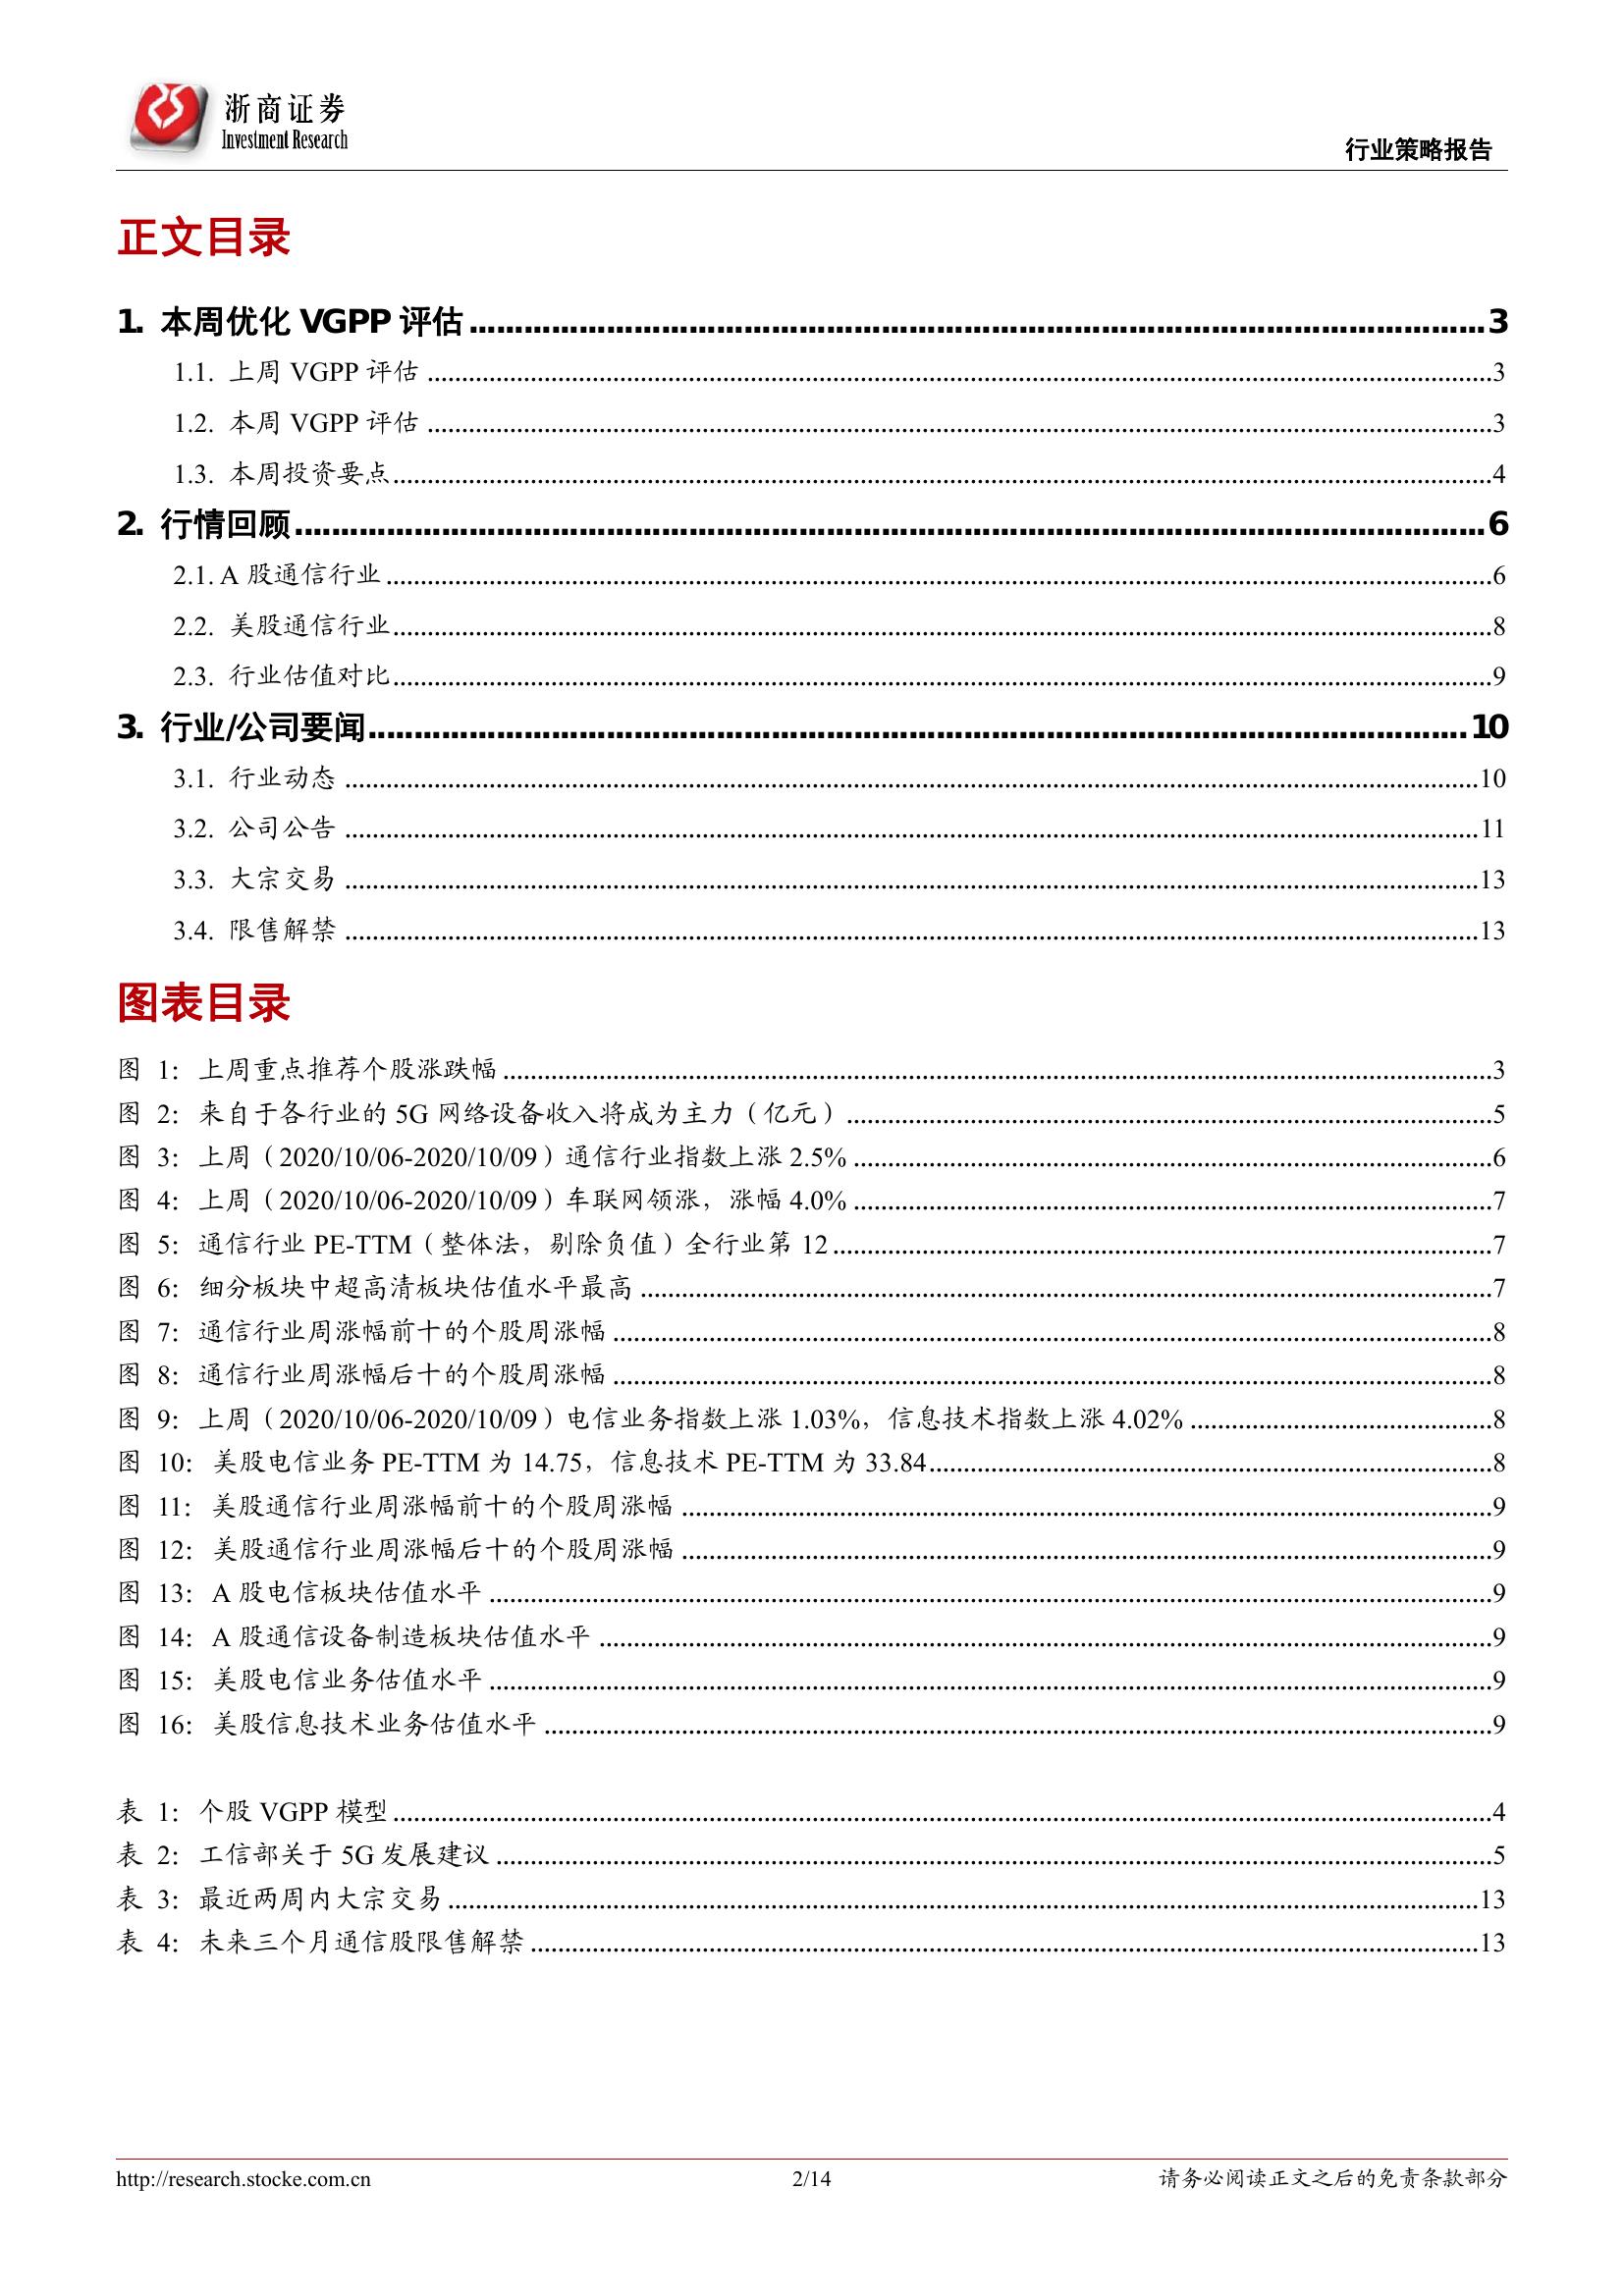 浙商证券
Investment Research
行业策略报告
正文目录
1. 本周优化 VGPP 评估 ........ 3
1.1. 上周 VGPP 评估 ........ 3
1.2. 本周 VGPP 评估 ........ 3
1.3. 本周投资要点 ........ 4
2. 行情回顾 ........ 6
2.1. A 股通信行业 ........ 6
2.2. 美股通信行业 ........ 8
2.3. 行业估值对比 ........ 9
3. 行业/公司要闻 ........ 10
3.1. 行业动态 ........ 10
3.2. 公司公告 ........ 11
3.3. 大宗交易 ........ 13
3.4. 限售解禁 ........ 13
图表目录
图 1：上周重点推荐个股涨跌幅 ........ 3
图 2：来自于各行业的 5G 网络设备收入将成为主力（亿元） ........ 5
图 3：上周（2020/10/06-2020/10/09）通信行业指数上涨 2.5% ........ 6
图 4：上周（2020/10/06-2020/10/09）车联网领涨，涨幅 4.0% ........ 7
图 5：通信行业 PE-TTM（整体法，剔除负值）全行业第 12 ........ 7
图 6：细分板块中超高清板块估值水平最高 ........ 7
图 7：通信行业周涨幅前十的个股周涨幅 ........ 8
图 8：通信行业周涨幅后十的个股周涨幅 ........ 8
图 9：上周（2020/10/06-2020/10/09）电信业务指数上涨 1.03%，信息技术指数上涨 4.02% ........ 8
图 10：美股电信业务 PE-TTM 为 14.75，信息技术 PE-TTM 为 33.84 ........ 8
图 11：美股通信行业周涨幅前十的个股周涨幅 ........ 9
图 12：美股通信行业周涨幅后十的个股周涨幅 ........ 9
图 13：A 股电信板块估值水平 ........ 9
图 14：A 股通信设备制造板块估值水平 ........ 9
图 15：美股电信业务估值水平 ........ 9
图 16：美股信息技术业务估值水平 ........ 9
表 1：个股 VGPP 模型 ........ 4
表 2：工信部关于 5G 发展建议 ........ 5
表 3：最近两周内大宗交易 ........ 13
表 4：未来三个月通信股限售解禁 ........ 13
http://research.stocke.com.cn
2/14
请务必阅读正文之后的免责条款部分